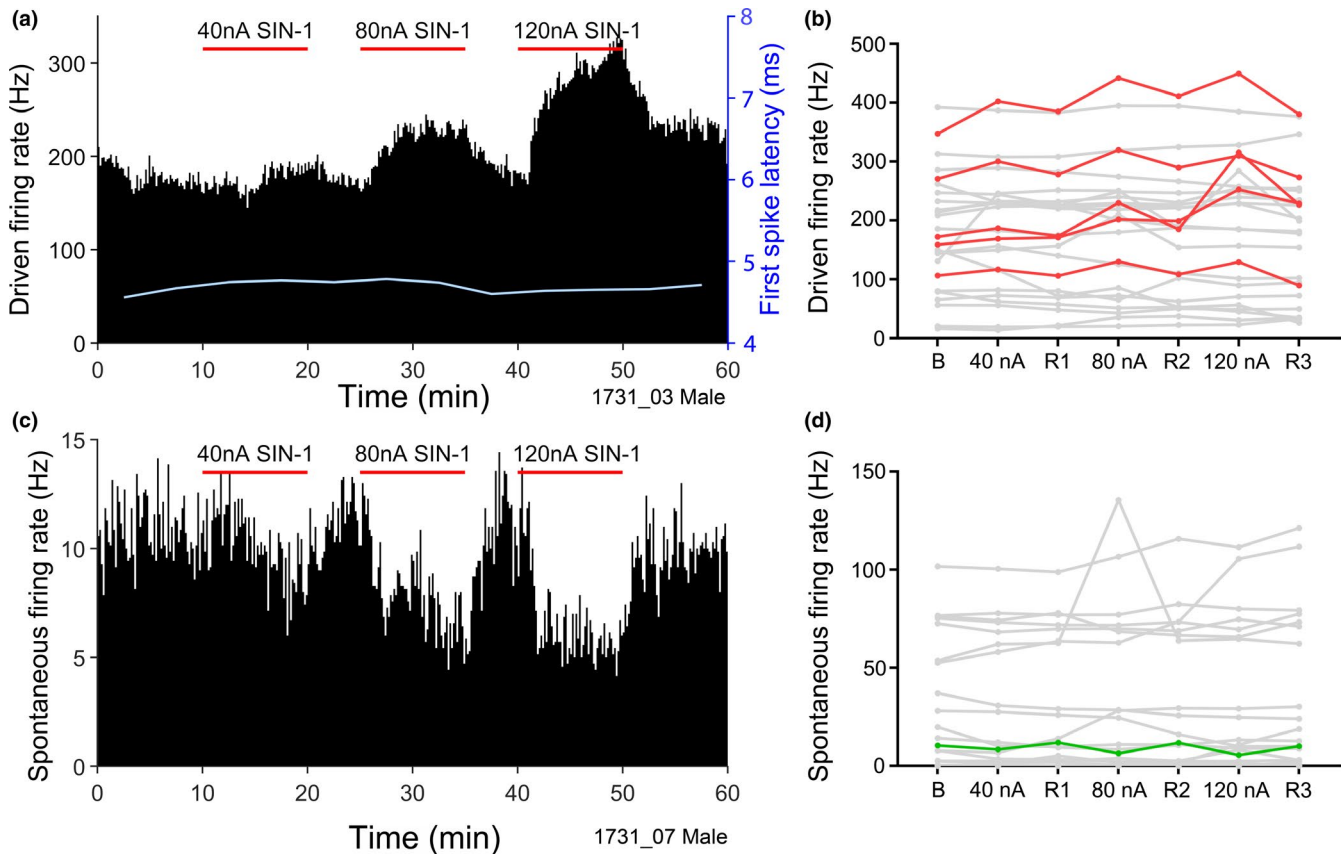 (a)
40nA SIN-1 80nA SIN-1 120nA SIN-1
Driven firing rate (Hz)
300
200
100
0
8
7
6
5
4
First spike latency (ms)
0 10 20 30 40 50 60
Time (min)
1731_03 Male
(b)
Driven firing rate (Hz)
500
400
300
200
100
0
B 40 nA R1 80 nA R2 120 nA R3
(c)
40nA SIN-1 80nA SIN-1 120nA SIN-1
Spontaneous firing rate (Hz)
15
10
5
0
0 10 20 30 40 50 60
Time (min)
1731_07 Male
(d)
Spontaneous firing rate (Hz)
150
100
50
0
B 40 nA R1 80 nA R2 120 nA R3